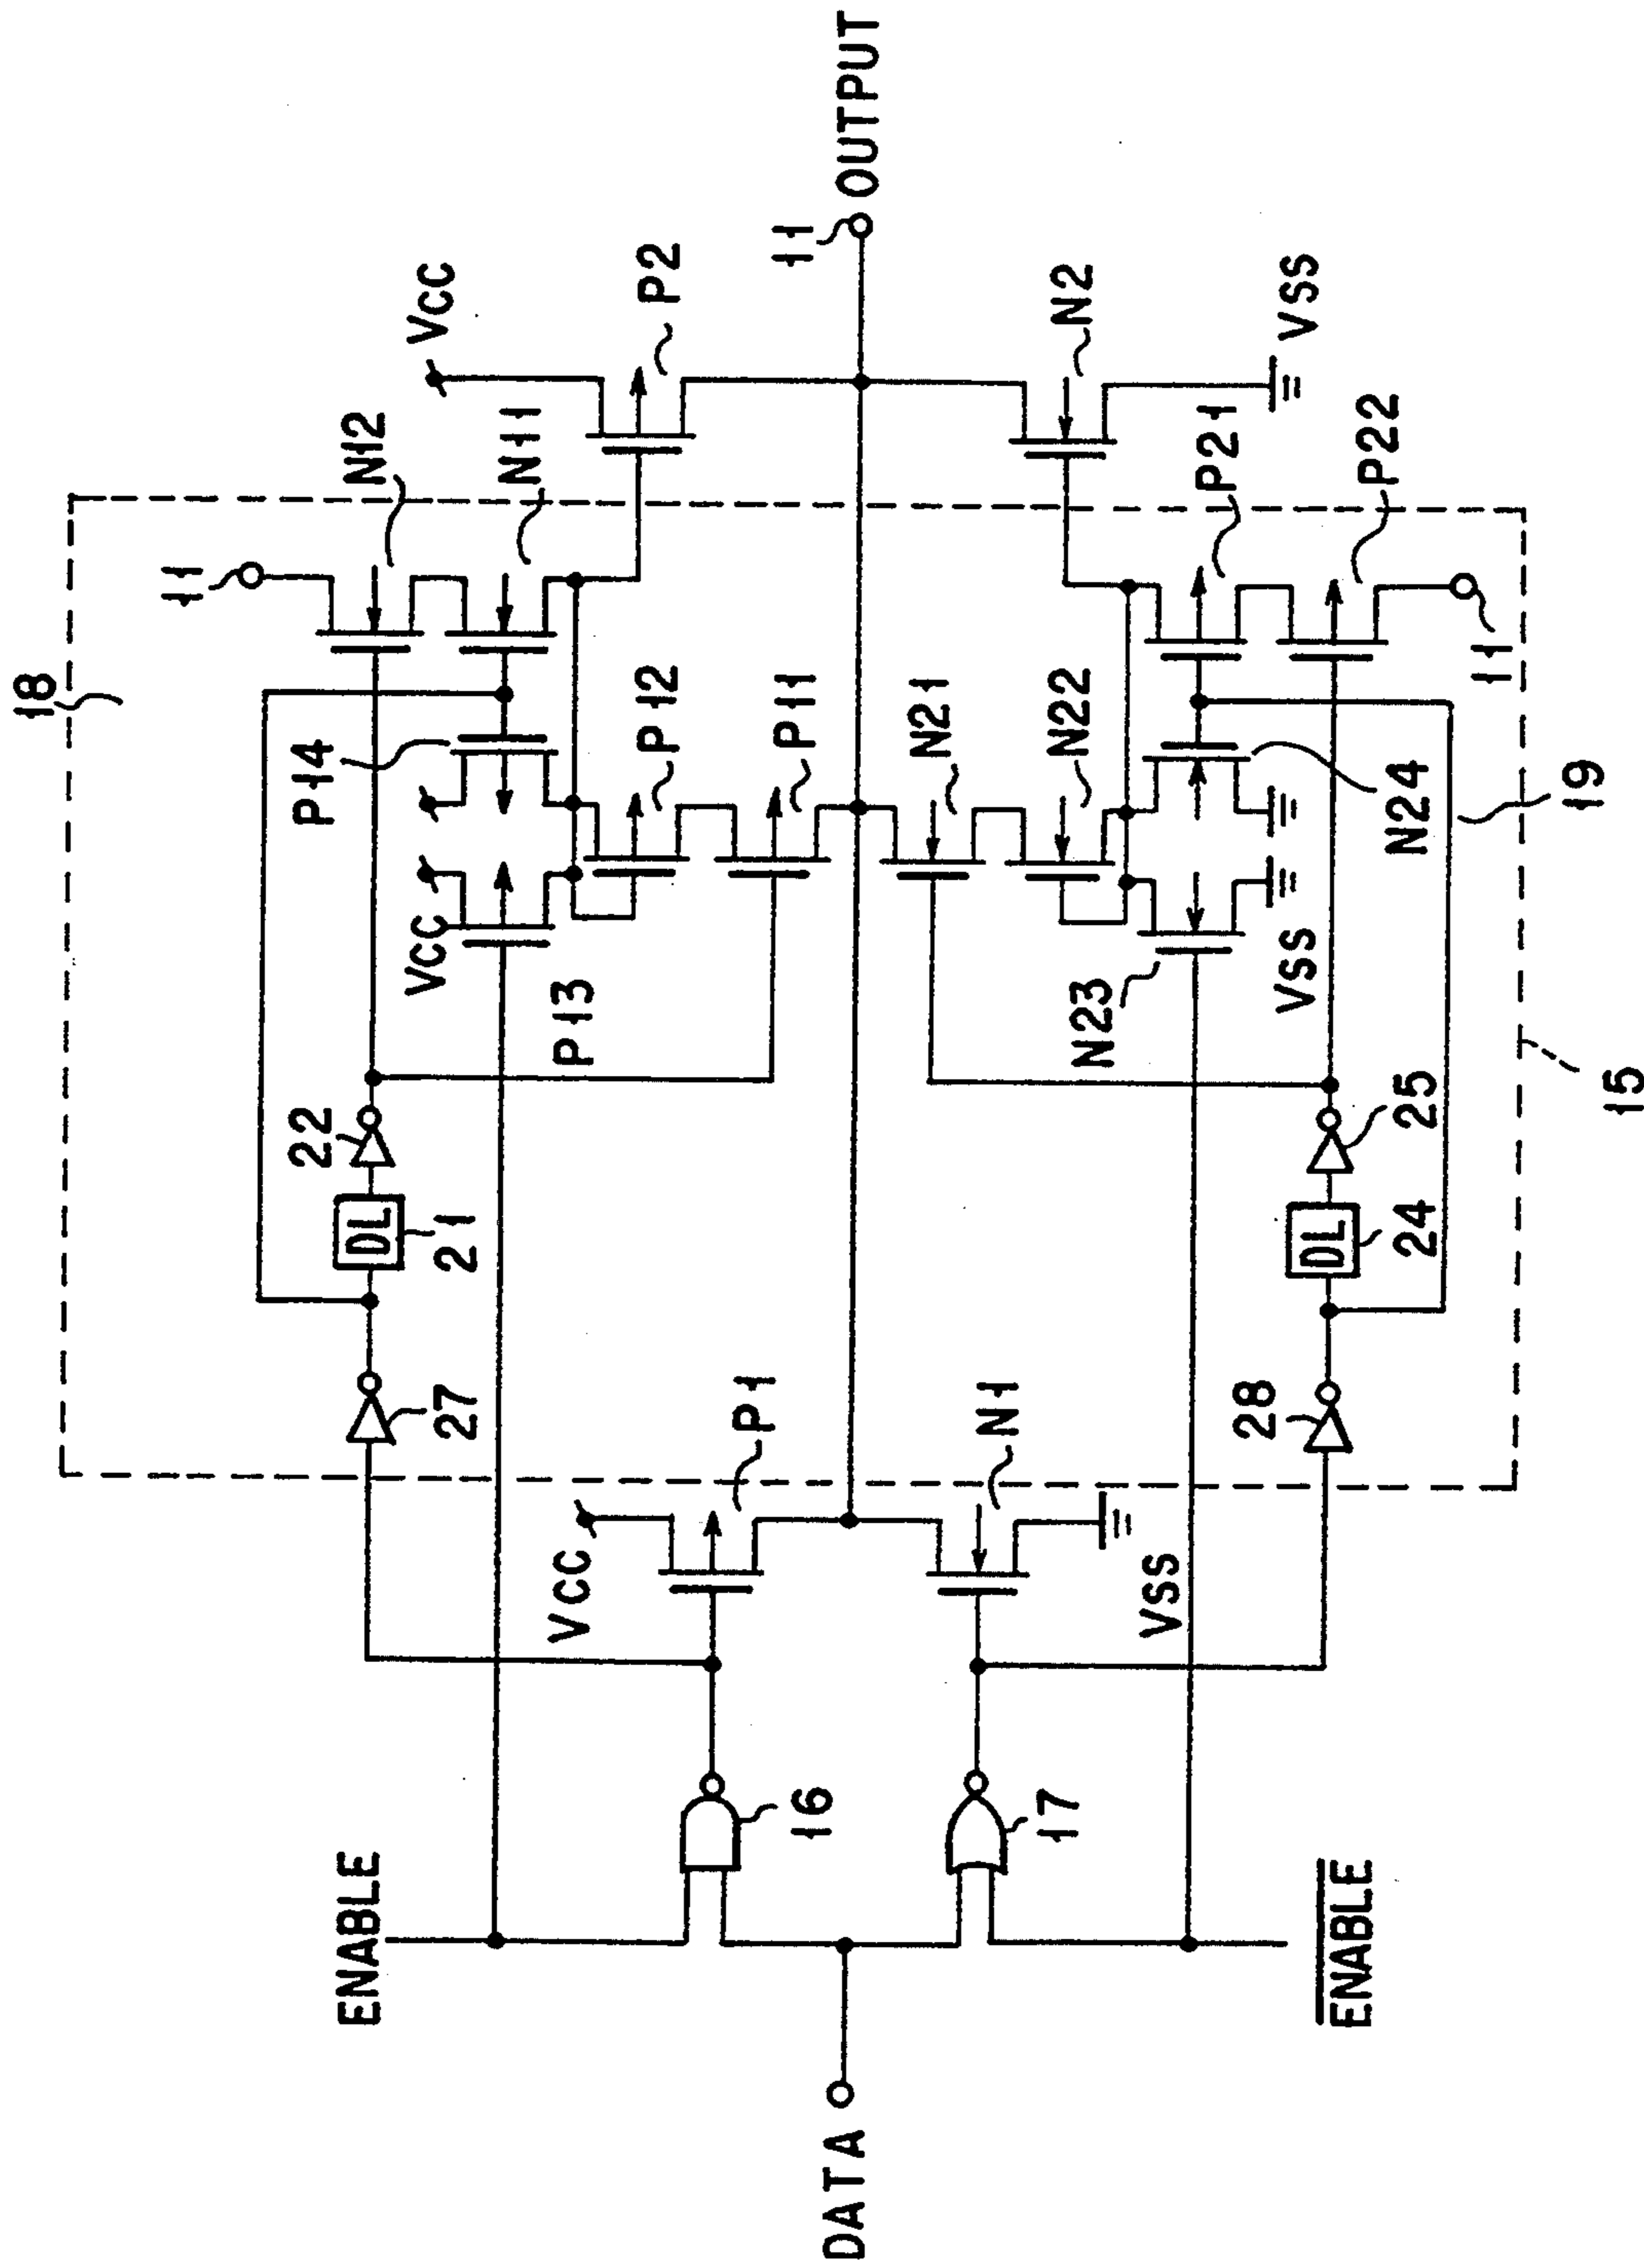 18
11
N12
Vcc
P14
N11
22
DL
21
27
Vcc
P13
P12
P2
P11
Vcc
P1
ENABLE
16
11
OUTPUT
DATA
N21
N1
17
N22
N2
N23
Vss
Vss
Vss
P21
N24
P22
28
DL
24
25
11
19
ENABLE
15